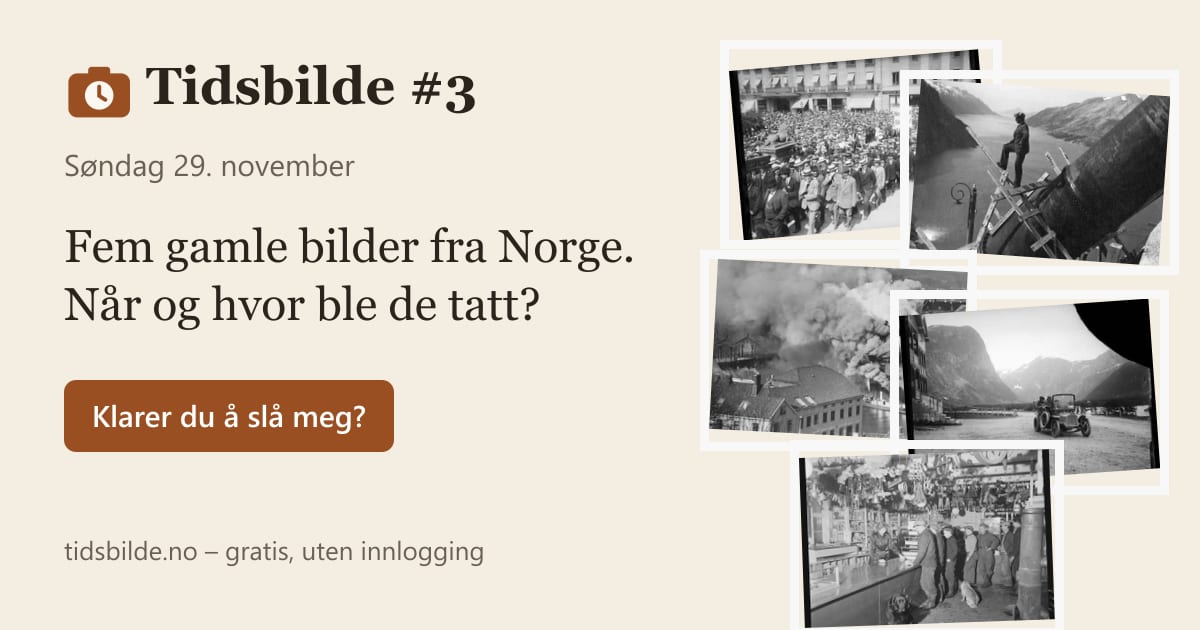 Tidsbilde #3
Søndag 29. november
Fem gamle bilder fra Norge.
Når og hvor ble de tatt?
Klarer du å slå meg?
tidsbilde.no – gratis, uten innlogging